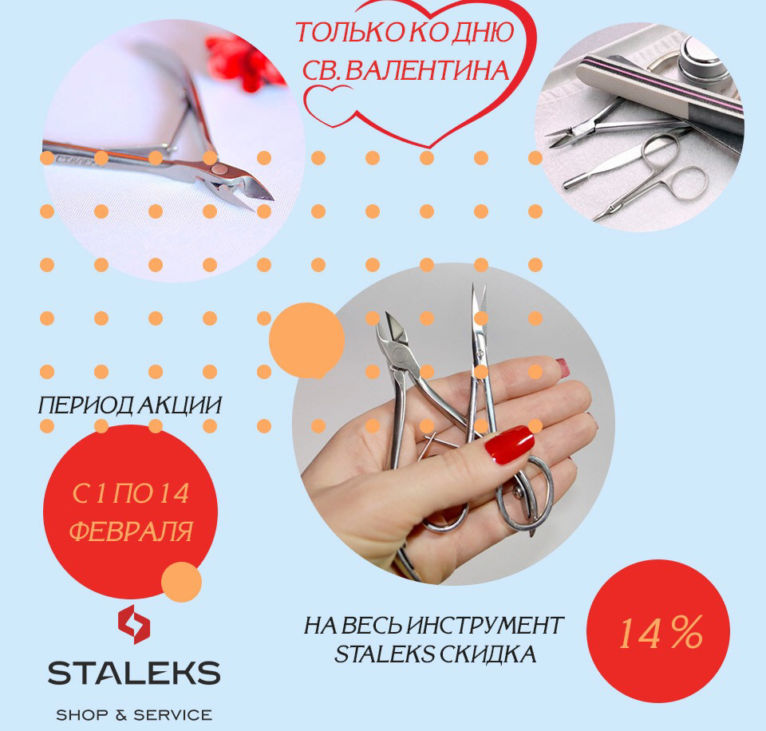 ТОЛЬКО КО ДНЮ
СВ. ВАЛЕНТИНА
ПЕРИОД АКЦИИ
С 1 ПО 14
ФЕВРАЛЯ
НА ВЕСЬ ИНСТРУМЕНТ
STALEKS СКИДКА
14%
STALEKS
SHOP & SERVICE